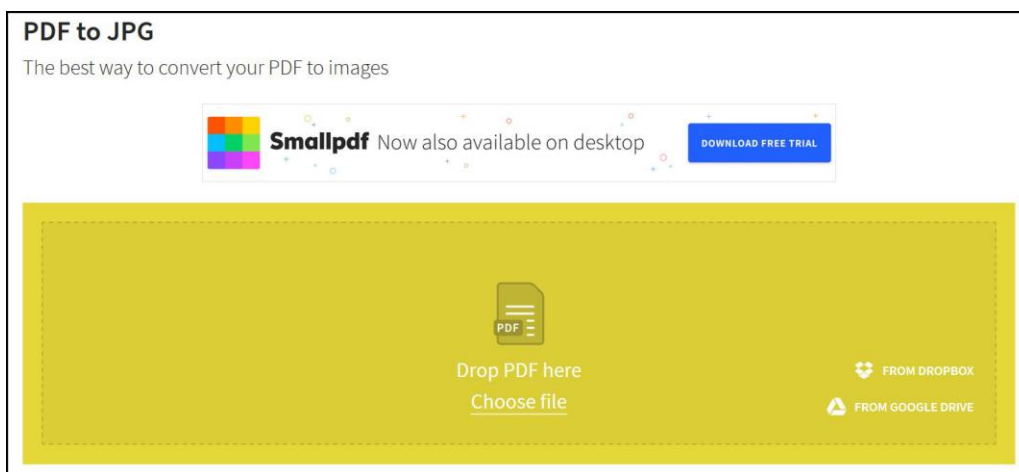 PDF to JPG
The best way to convert your PDF to images
Smallpdf Now also available on desktop
DOWNLOAD FREE TRIAL
PDF
Drop PDF here
Choose file
FROM DROPBOX
FROM GOOGLE DRIVE